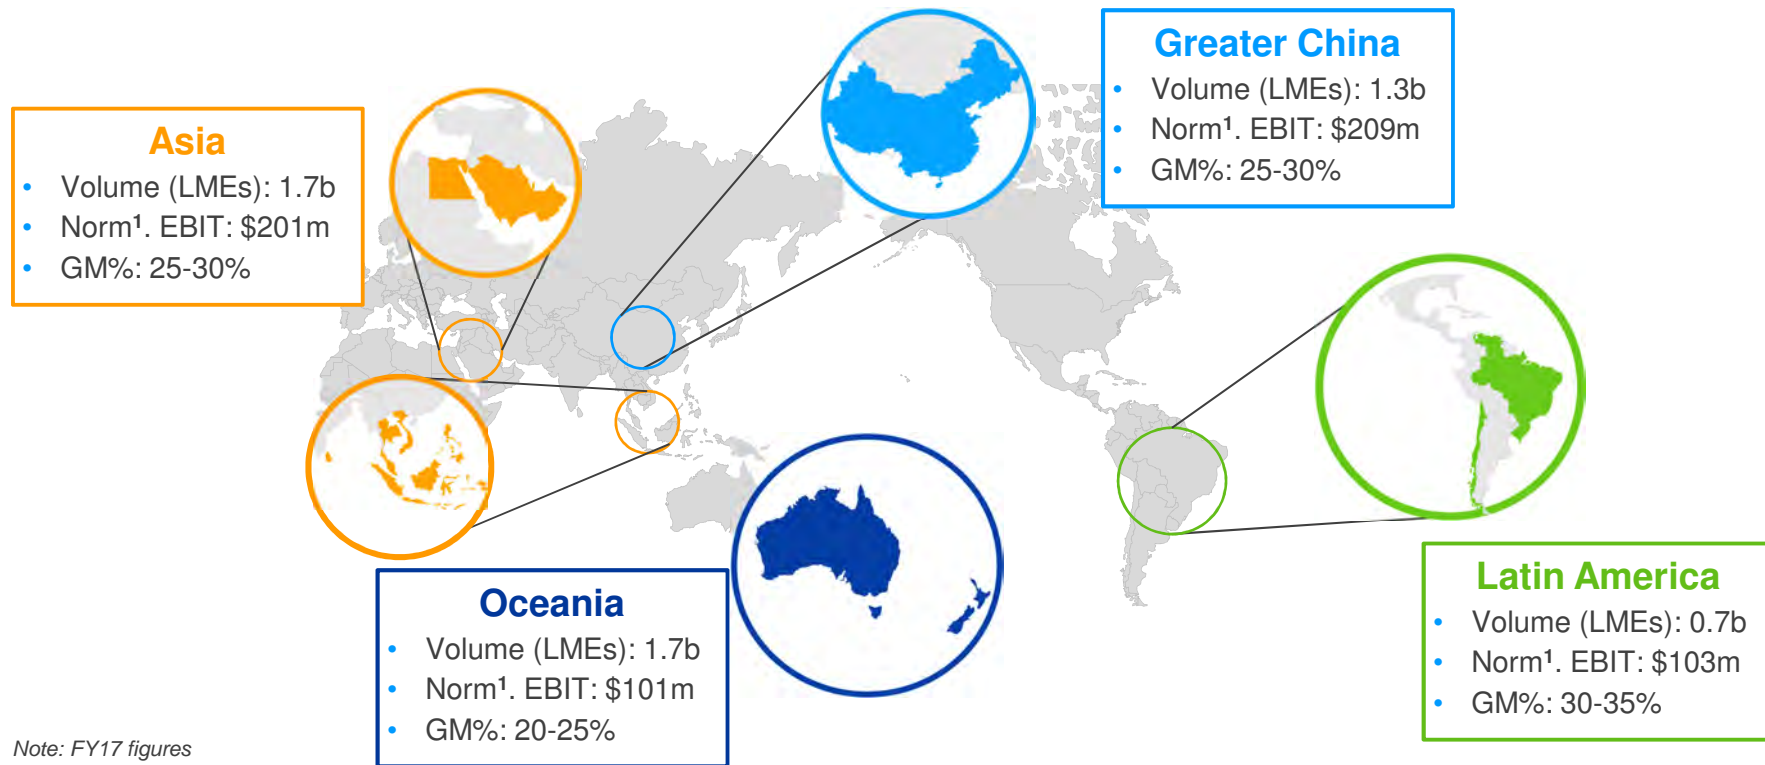 Asia
• Volume (LMEs): 1.7b
• Norm¹. EBIT: $201m
• GM%: 25-30%
Greater China
• Volume (LMEs): 1.3b
• Norm¹. EBIT: $209m
• GM%: 25-30%
Oceania
• Volume (LMEs): 1.7b
• Norm¹. EBIT: $101m
• GM%: 20-25%
Latin America
• Volume (LMEs): 0.7b
• Norm¹. EBIT: $103m
• GM%: 30-35%
Note: FY17 figures